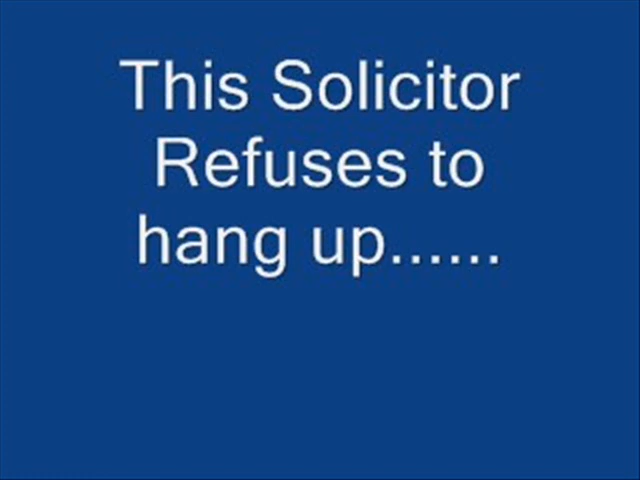 This Solicitor
Refuses to
hang up......